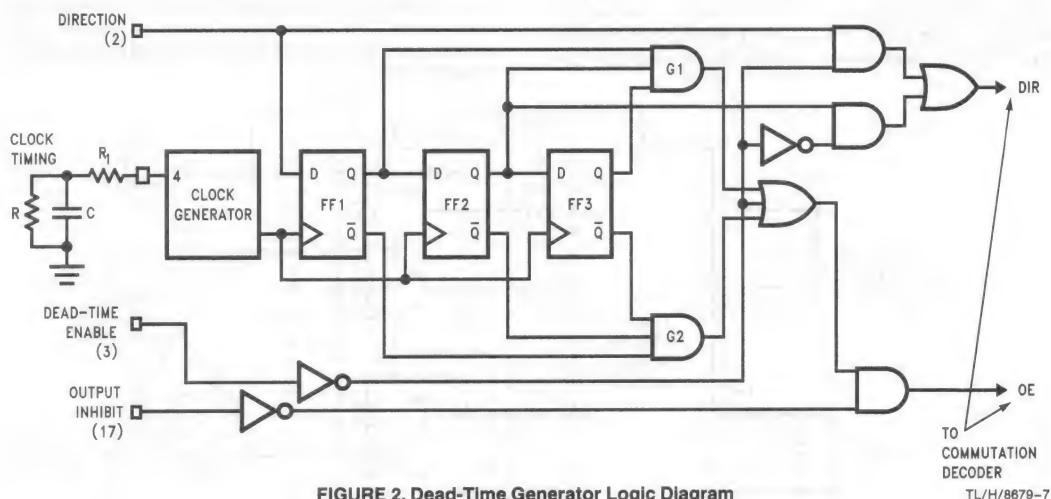 DIRECTION
(2)
G1
DIR
CLOCK
TIMING
R1
4
CLOCK
GENERATOR
R
C
D Q
FF1
Q̅
D Q
FF2
Q̅
D Q
FF3
Q̅
DEAD-TIME
ENABLE
(3)
G2
OUTPUT
INHIBIT
(17)
OE
TO
COMMUTATION
DECODER
TL/H/8679-7
FIGURE 2. Dead-Time Generator Logic Diagram